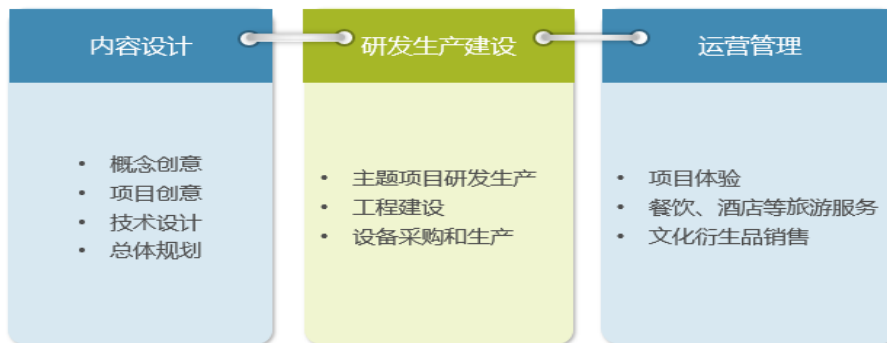 内容设计
• 概念创意
• 项目创意
• 技术设计
• 总体规划
研发生产建设
• 主题项目研发生产
• 工程建设
• 设备采购和生产
运营管理
• 项目体验
• 餐饮、酒店等旅游服务
• 文化衍生品销售